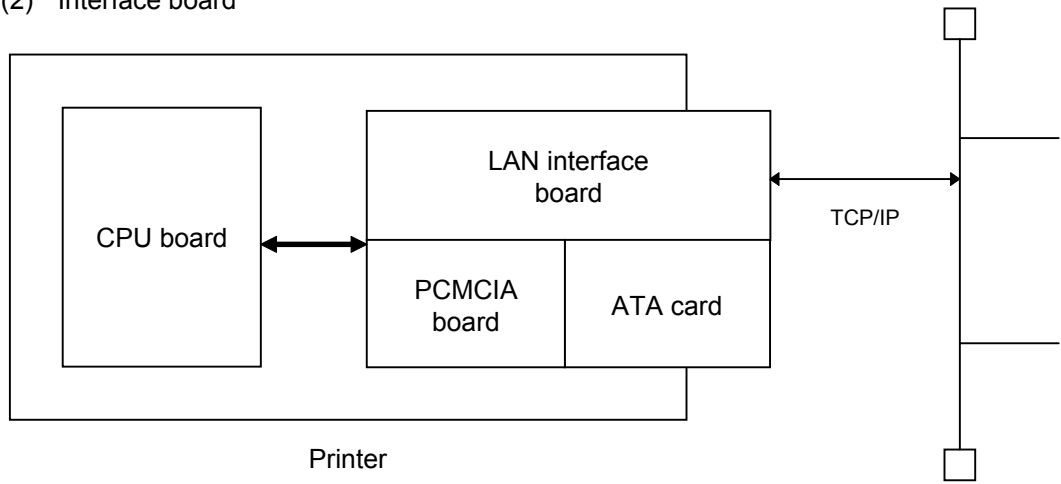 (2) Interface board
LAN interface
board
TCP/IP
CPU board
PCMCIA
board
ATA card
Printer